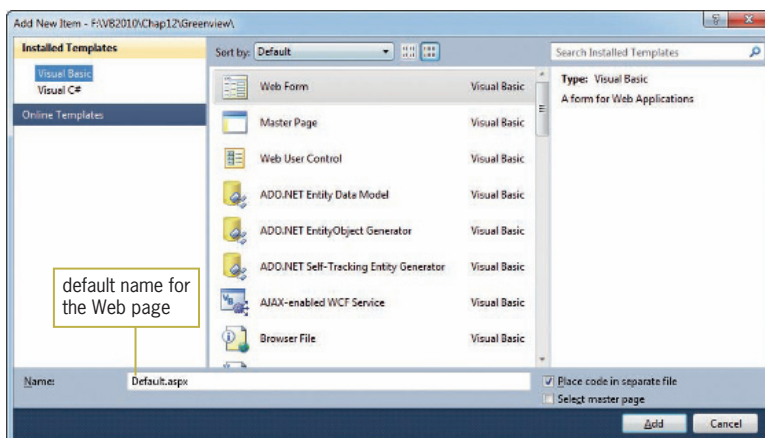 Add New Item - F:\VB2010\Chap12\Greenview\
Installed Templates
Visual Basic
Visual C#
Online Templates
Sort by: Default
Search Installed Templates
Web Form Visual Basic
Master Page Visual Basic
Web User Control Visual Basic
ADO.NET Entity Data Model Visual Basic
ADO.NET EntityObject Generator Visual Basic
ADO.NET Self-Tracking Entity Generator Visual Basic
AJAX-enabled WCF Service Visual Basic
Browser File Visual Basic
Type: Visual Basic
A form for Web Applications
default name for
the Web page
Name: Default.aspx
Place code in separate file
Select master page
Add Cancel